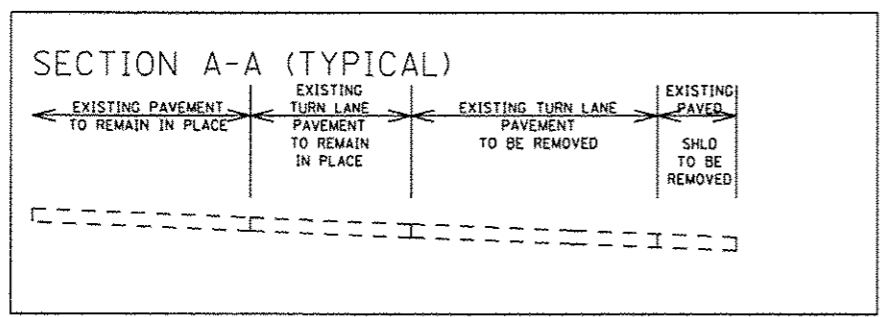 SECTION A-A (TYPICAL)
EXISTING PAVEMENT
TO REMAIN IN PLACE
EXISTING
TURN LANE
PAVEMENT
TO REMAIN
IN PLACE
EXISTING TURN LANE
PAVEMENT
TO BE REMOVED
EXISTING
PAVED
SHLD
TO BE
REMOVED